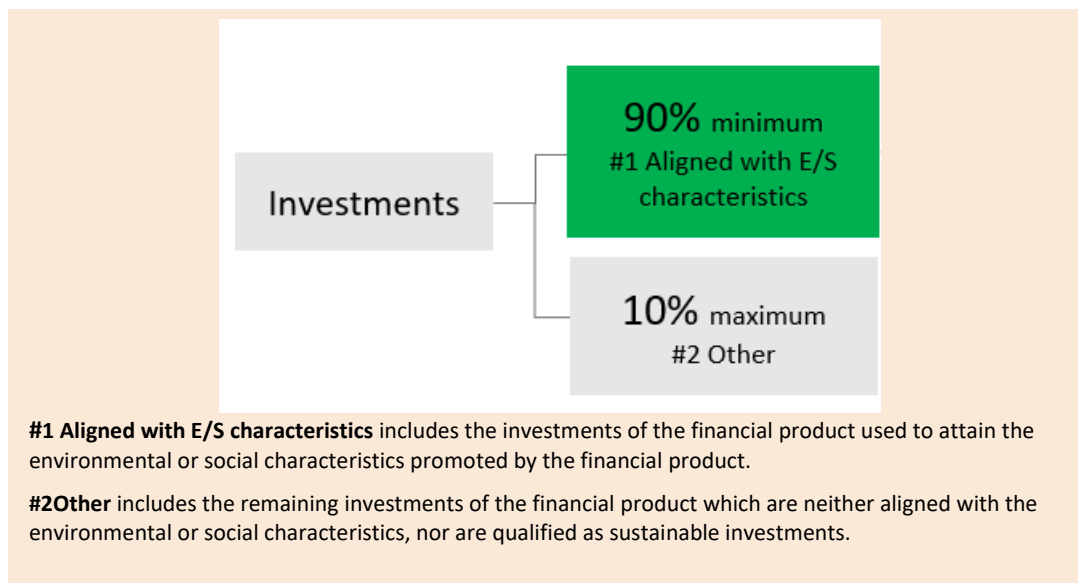 90% minimum
#1 Aligned with E/S
characteristics
Investments
10% maximum
#2 Other
#1 Aligned with E/S characteristics includes the investments of the financial product used to attain the
environmental or social characteristics promoted by the financial product.
#2Other includes the remaining investments of the financial product which are neither aligned with the
environmental or social characteristics, nor are qualified as sustainable investments.